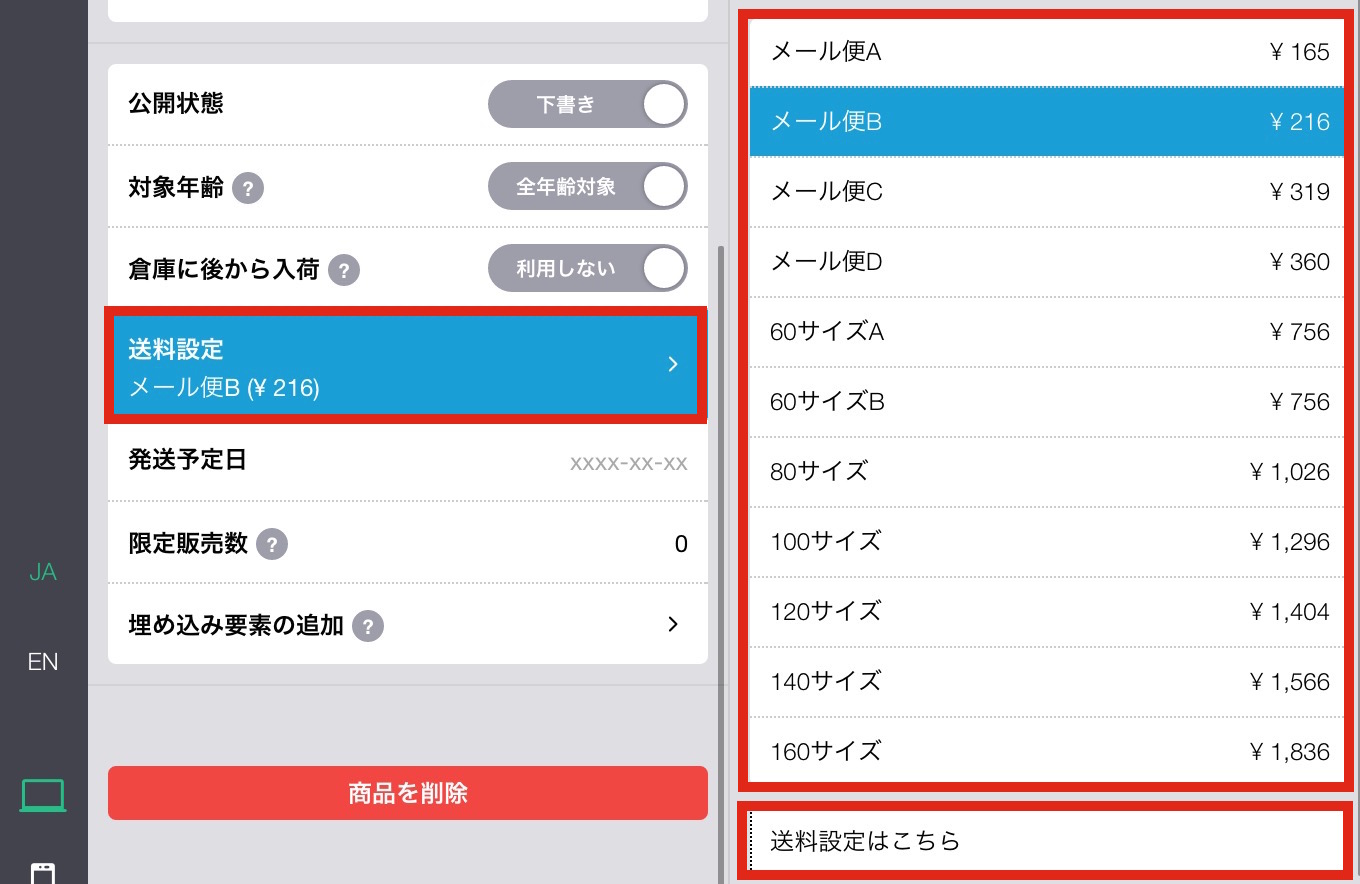 JA
EN
公開状態
下書き
対象年齢 ?
全年齢対象
倉庫に後から入荷 ?
利用しない
送料設定
メール便B (¥ 216)
発送予定日
xxxx-xx-xx
限定販売数 ?
0
埋め込み要素の追加 ?
商品を削除
メール便A ¥ 165
メール便B ¥ 216
メール便C ¥ 319
メール便D ¥ 360
60サイズA ¥ 756
60サイズB ¥ 756
80サイズ ¥ 1,026
100サイズ ¥ 1,296
120サイズ ¥ 1,404
140サイズ ¥ 1,566
160サイズ ¥ 1,836
送料設定はこちら